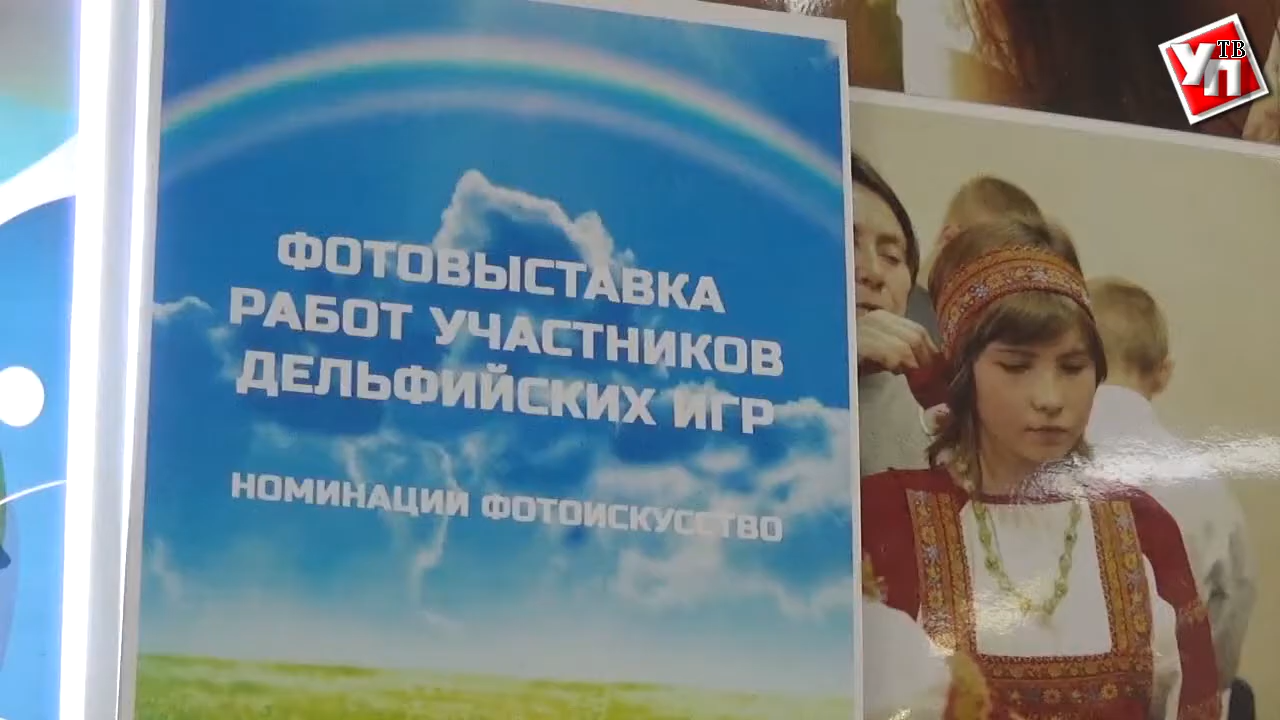 ФОТОВЫСТАВКА
РАБОТ УЧАСТНИКОВ
ДЕЛЬФИЙСКИХ ИГР
НОМИНАЦИИ ФОТОИСКУССТВО
УП ТВ